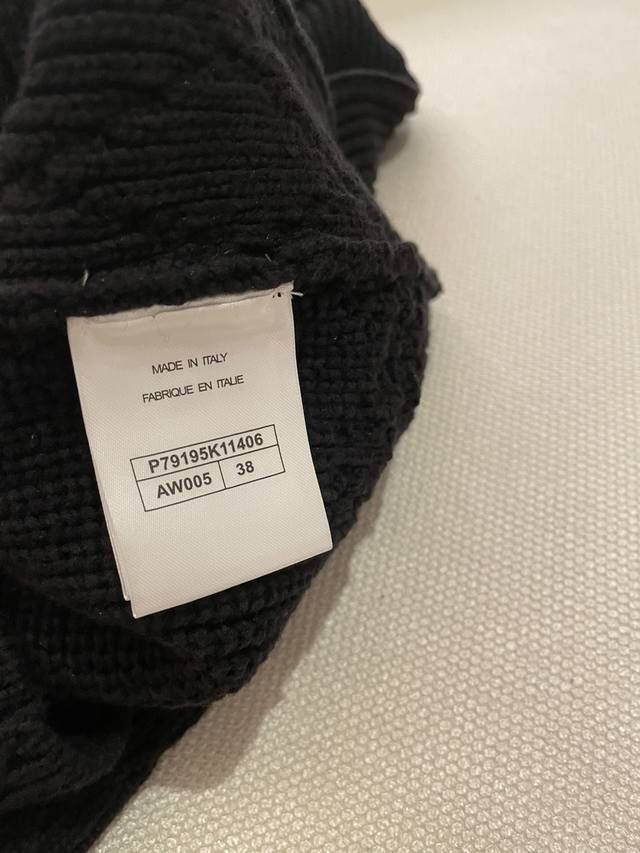 MADE IN ITALY
FABRIQUE EN ITALIE
P79195K11406
AW005 38